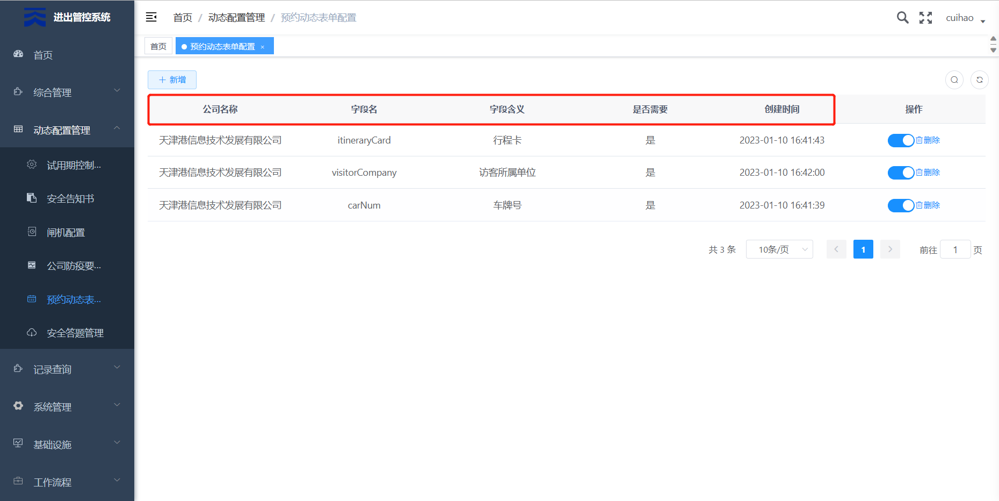 进出管控系统
首页 / 动态配置管理 / 预约动态表单配置
cuihao
首页
预约动态表单配置 ×
首页
综合管理
动态配置管理
试用期控制...
安全告知书
闸机配置
公司防疫要...
预约动态表...
安全答题管理
记录查询
系统管理
基础设施
工作流程
+ 新增
公司名称 字段名 字段含义 是否需要 创建时间 操作
天津港信息技术发展有限公司 itineraryCard 行程卡 是 2023-01-10 16:41:43 删除
天津港信息技术发展有限公司 visitorCompany 访客所属单位 是 2023-01-10 16:42:00 删除
天津港信息技术发展有限公司 carNum 车牌号 是 2023-01-10 16:41:39 删除
共 3 条 10条/页 < 1 > 前往 1 页